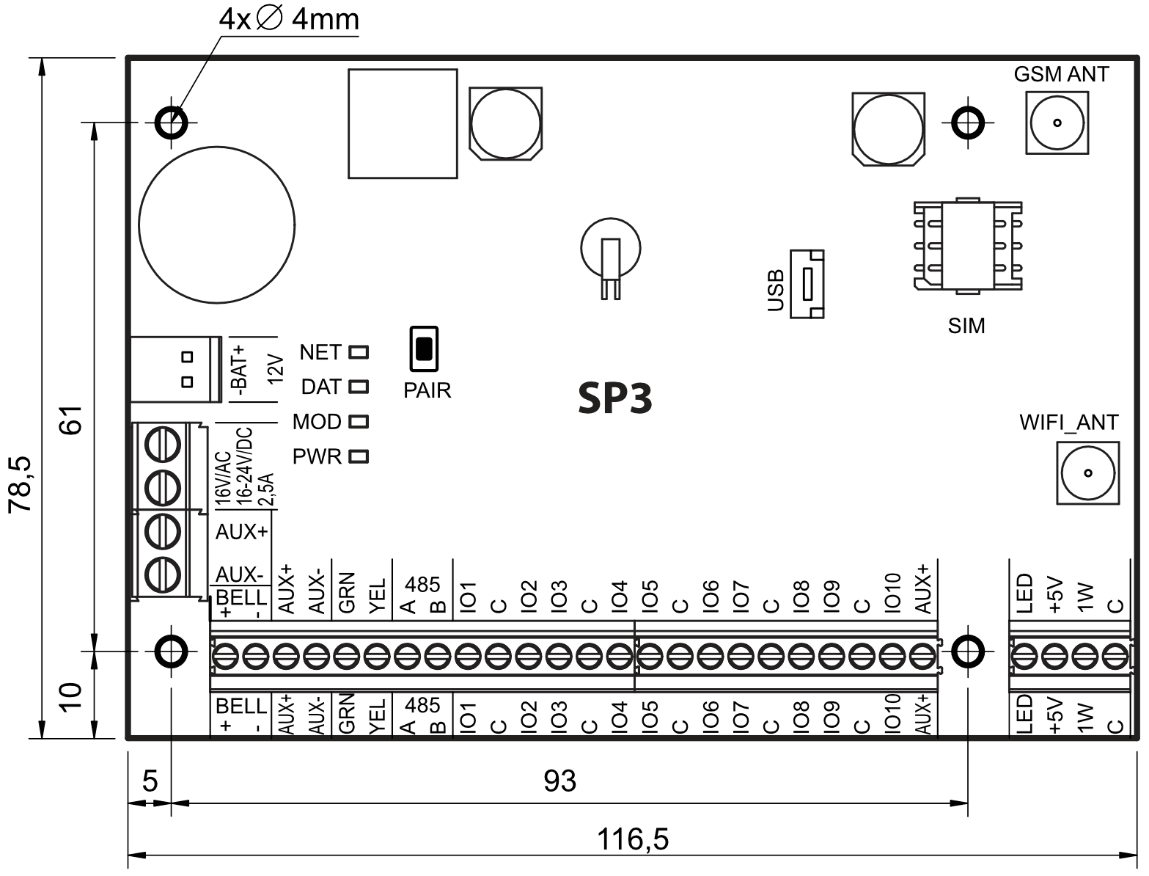 4x∅ 4mm
GSM ANT
USB
SIM
-BAT+
12V
NET
DAT
MOD
PWR
PAIR
SP3
WIFI_ANT
16V/AC
16-24V/DC
2,5A
AUX+
AUX-
BELL + - AUX+ AUX- GRN YEL 485 A B IO1 C IO2 IO3 C IO4 IO5 C IO6 IO7 C IO8 IO9 C IO10 AUX+ LED +5V 1W C
BELL + - AUX+ AUX- GRN YEL 485 A B IO1 C IO2 IO3 C IO4 IO5 C IO6 IO7 C IO8 IO9 C IO10 AUX+ LED +5V 1W C
61
78,5
10
5
93
116,5